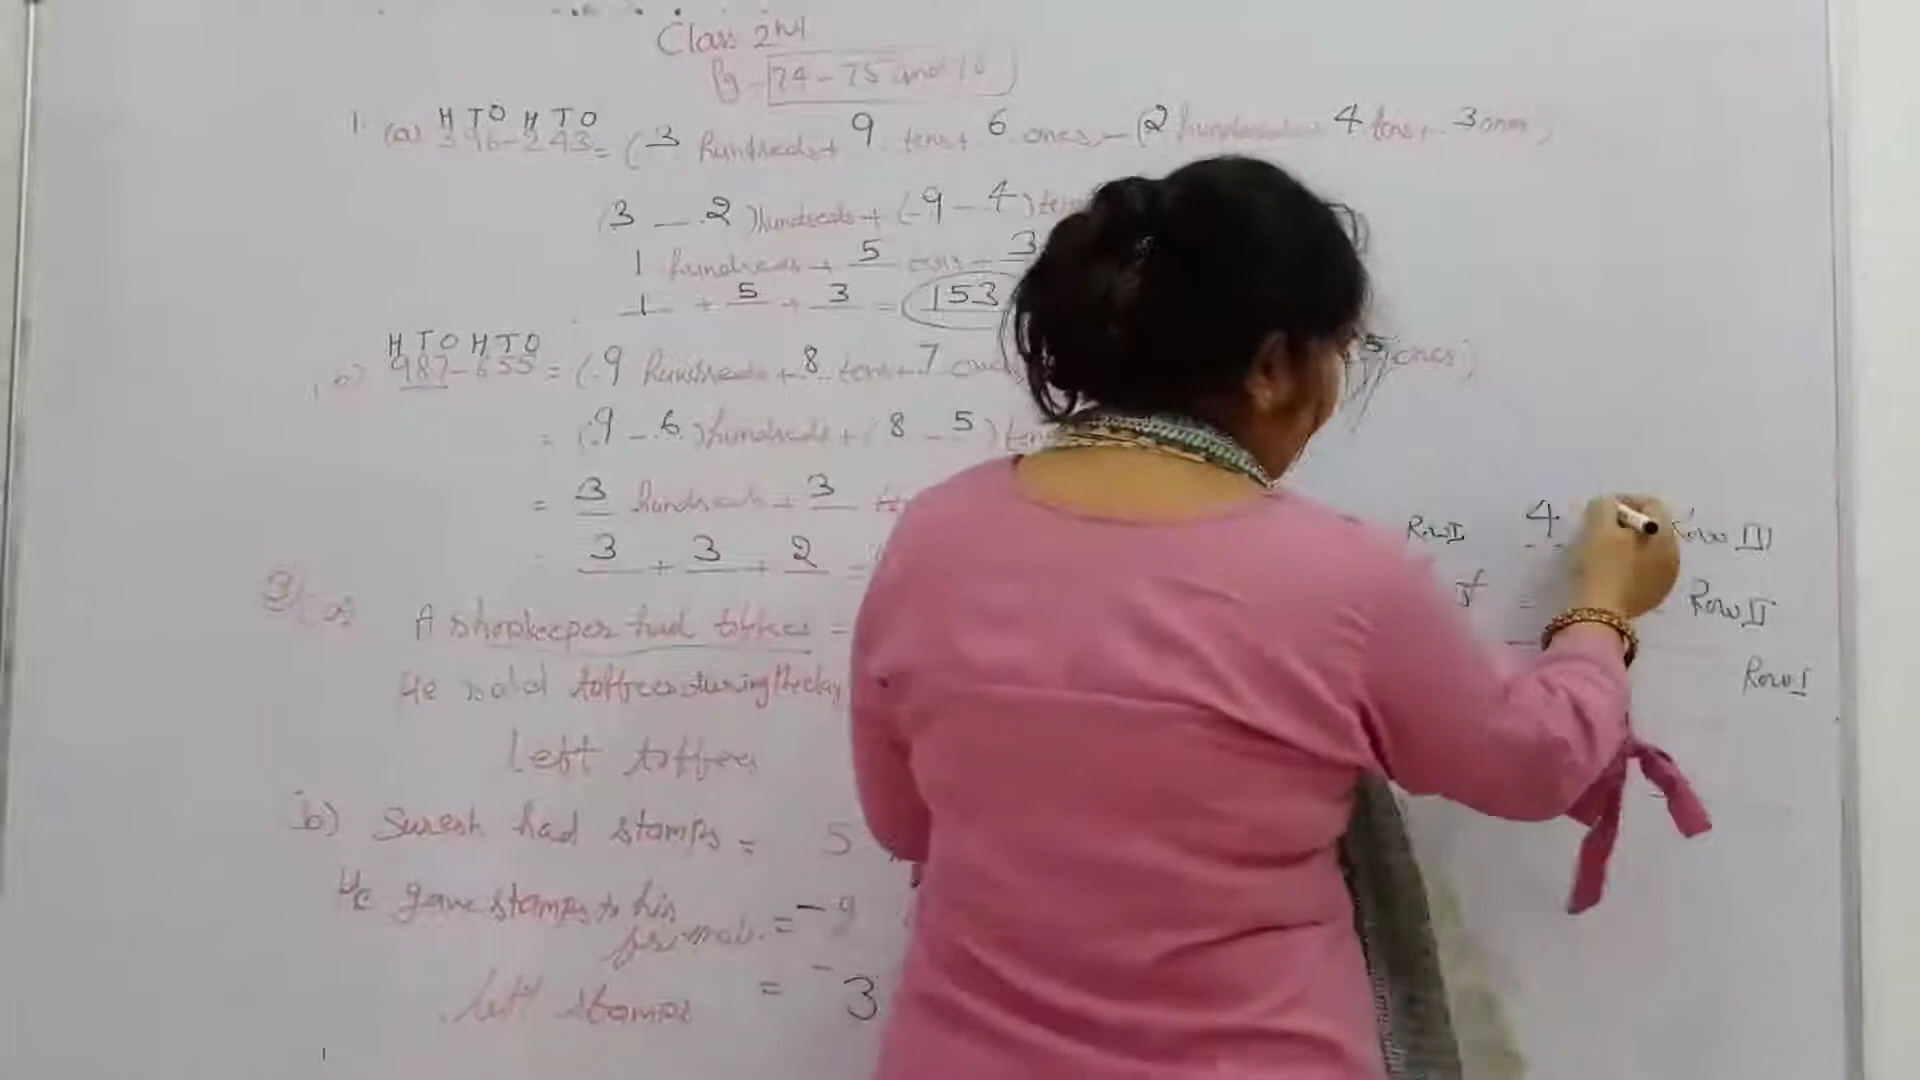 Class 2nd
Pg - 74 - 75 and
1. (a) H T O H T O
396 - 243 = (3 hundreds + 9 tens + 6 ones - (2 hundreds 4 tens 3 ones)
(3 - 2) hundreds + (9 - 4) tens
1 hundreds + 5 tens + 3
1 + 5 + 3 = 153
b) H T O H T O
987 - 655 = (9 hundreds + 8 tens + 7 ones 5 ones)
= (9 - 6) hundreds + (8 - 5) tens
= 3 hundreds + 3
= 3 + 3 + 2 =
(a) A shopkeeper had toffees =
He sold toffees during the day
Left toffees
b) Suresh had stamps = 5
He gave stamps to his = - 9
Left stamps = 3
Row I 4 Row III
Row II
Row I